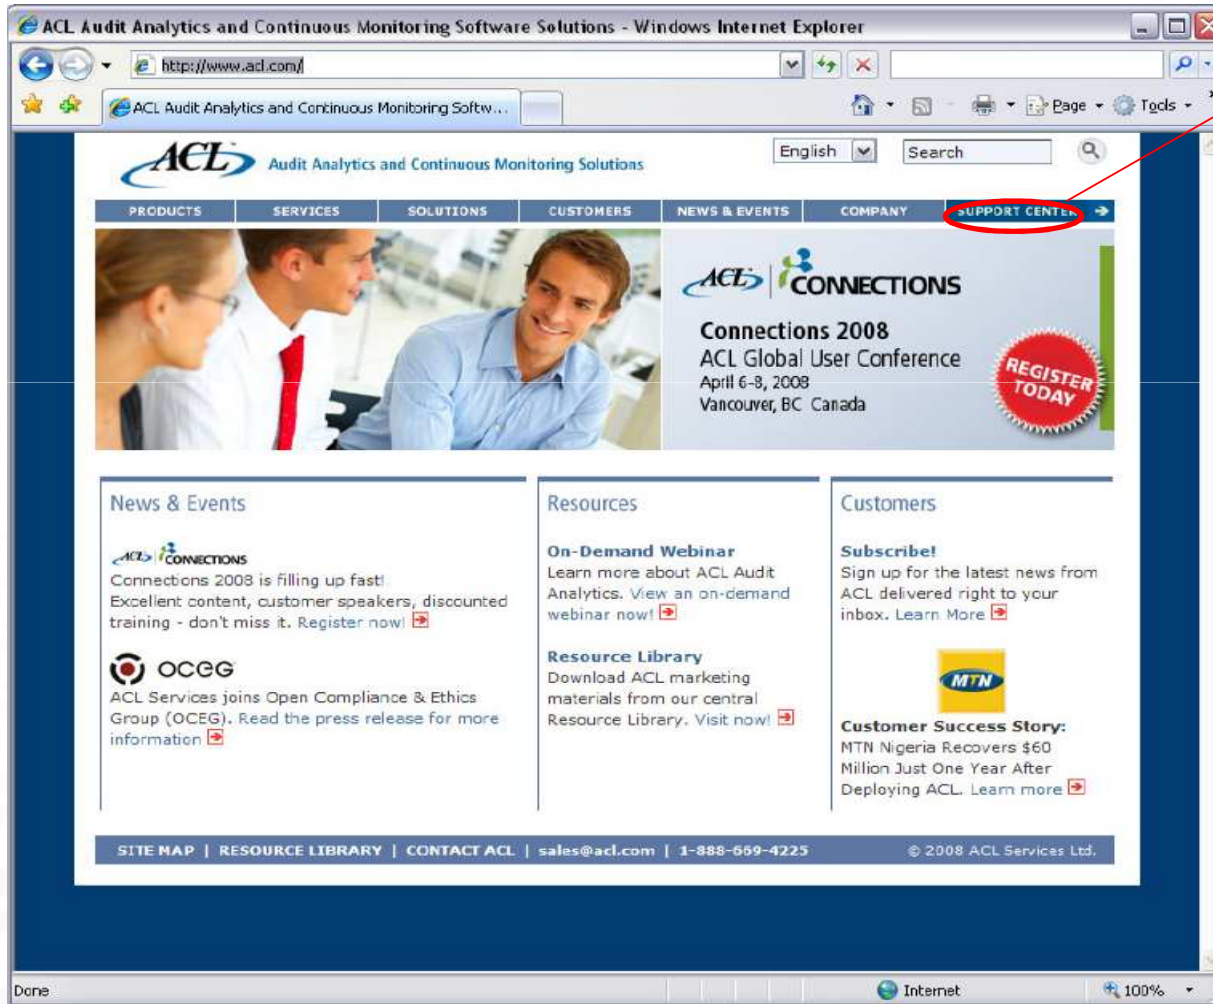 ACL Audit Analytics and Continuous Monitoring Software Solutions - Windows Internet Explorer
http://www.acl.com/
ACL Audit Analytics and Continuous Monitoring Softw...
Page
Tools
ACL Audit Analytics and Continuous Monitoring Solutions
English
Search
PRODUCTS
SERVICES
SOLUTIONS
CUSTOMERS
NEWS & EVENTS
COMPANY
SUPPORT CENTER
ACL CONNECTIONS
Connections 2008
ACL Global User Conference
April 6-8, 2008
Vancouver, BC Canada
REGISTER
TODAY
News & Events
ACL CONNECTIONS
Connections 2008 is filling up fast!
Excellent content, customer speakers, discounted
training - don't miss it. Register now!
OCEG
ACL Services joins Open Compliance & Ethics
Group (OCEG). Read the press release for more
information
Resources
On-Demand Webinar
Learn more about ACL Audit
Analytics. View an on-demand
webinar now!
Resource Library
Download ACL marketing
materials from our central
Resource Library. Visit now!
Customers
Subscribe!
Sign up for the latest news from
ACL delivered right to your
inbox. Learn More
MTN
Customer Success Story:
MTN Nigeria Recovers $60
Million Just One Year After
Deploying ACL. Learn more
SITE MAP | RESOURCE LIBRARY | CONTACT ACL | sales@acl.com | 1-888-669-4225
© 2008 ACL Services Ltd.
Done
Internet
100%